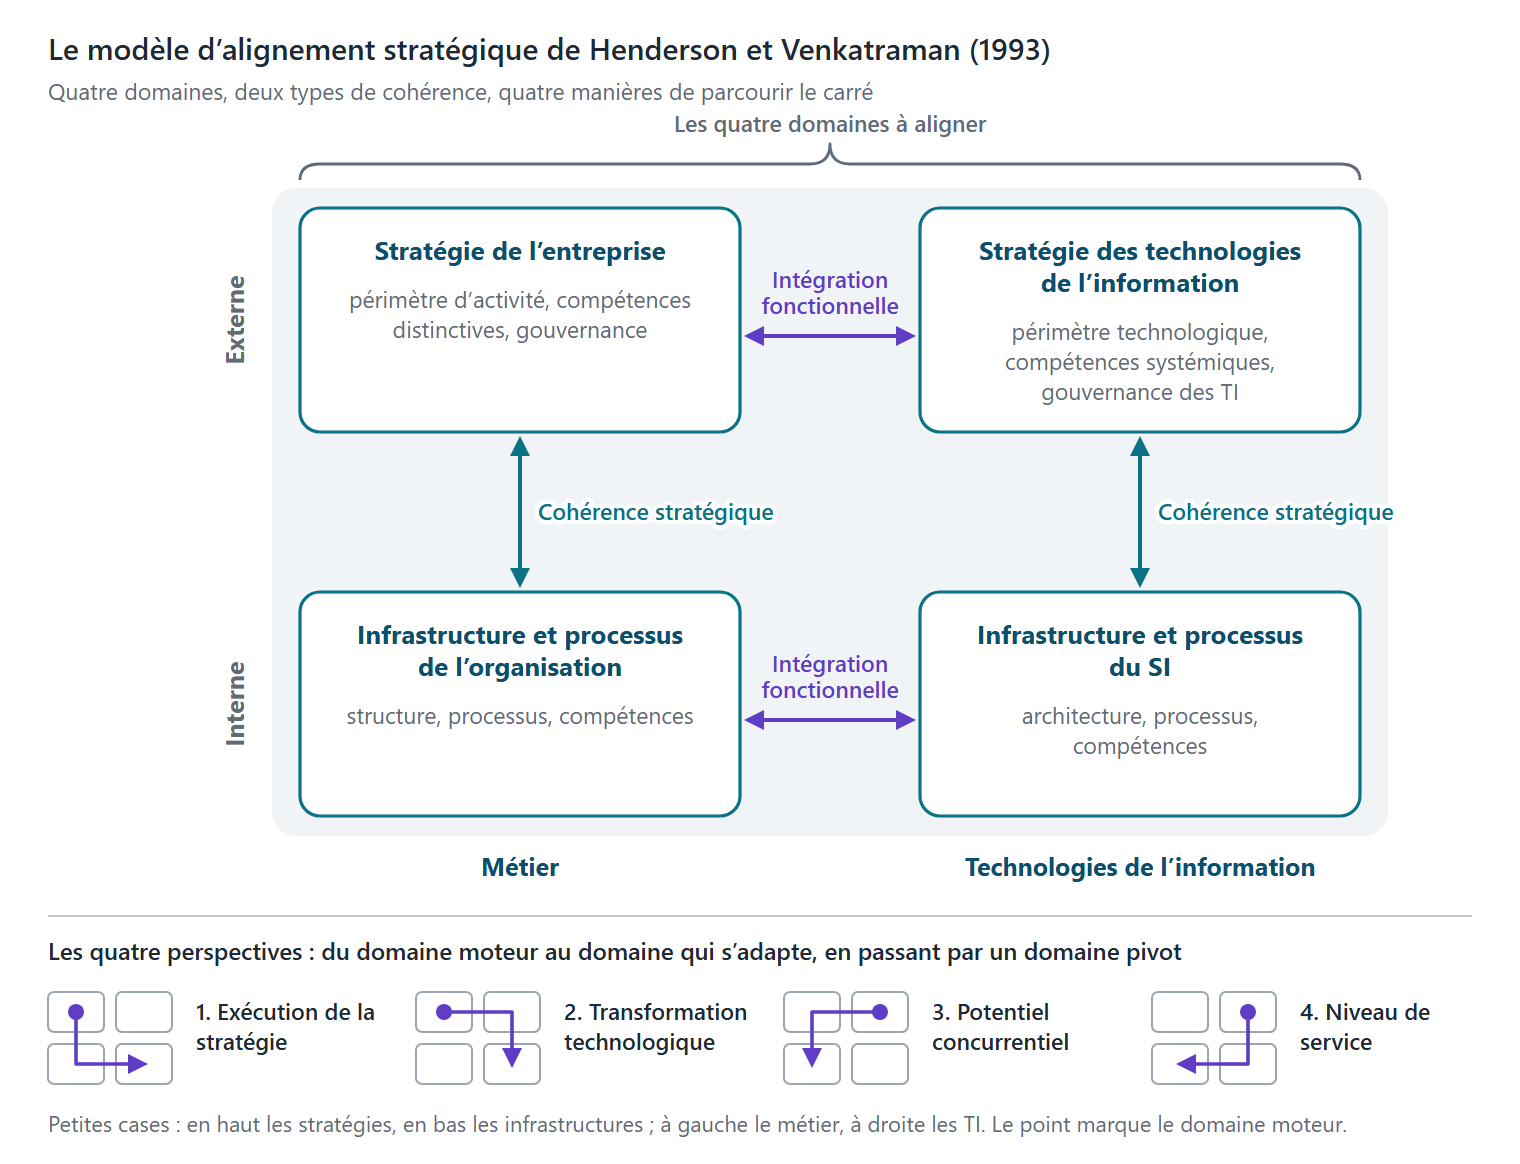 Le modèle d’alignement stratégique de Henderson et Venkatraman (1993)
Quatre domaines, deux types de cohérence, quatre manières de parcourir le carré
Les quatre domaines à aligner
Externe
Stratégie de l’entreprise
périmètre d’activité, compétences
distinctives, gouvernance
Intégration
fonctionnelle
Stratégie des technologies
de l’information
périmètre technologique,
compétences systémiques,
gouvernance des TI
Cohérence stratégique
Cohérence stratégique
Interne
Infrastructure et processus
de l’organisation
structure, processus, compétences
Intégration
fonctionnelle
Infrastructure et processus
du SI
architecture, processus,
compétences
Métier
Technologies de l’information
Les quatre perspectives : du domaine moteur au domaine qui s’adapte, en passant par un domaine pivot
1. Exécution de la
stratégie
2. Transformation
technologique
3. Potentiel
concurrentiel
4. Niveau de
service
Petites cases : en haut les stratégies, en bas les infrastructures ; à gauche le métier, à droite les TI. Le point marque le domaine moteur.